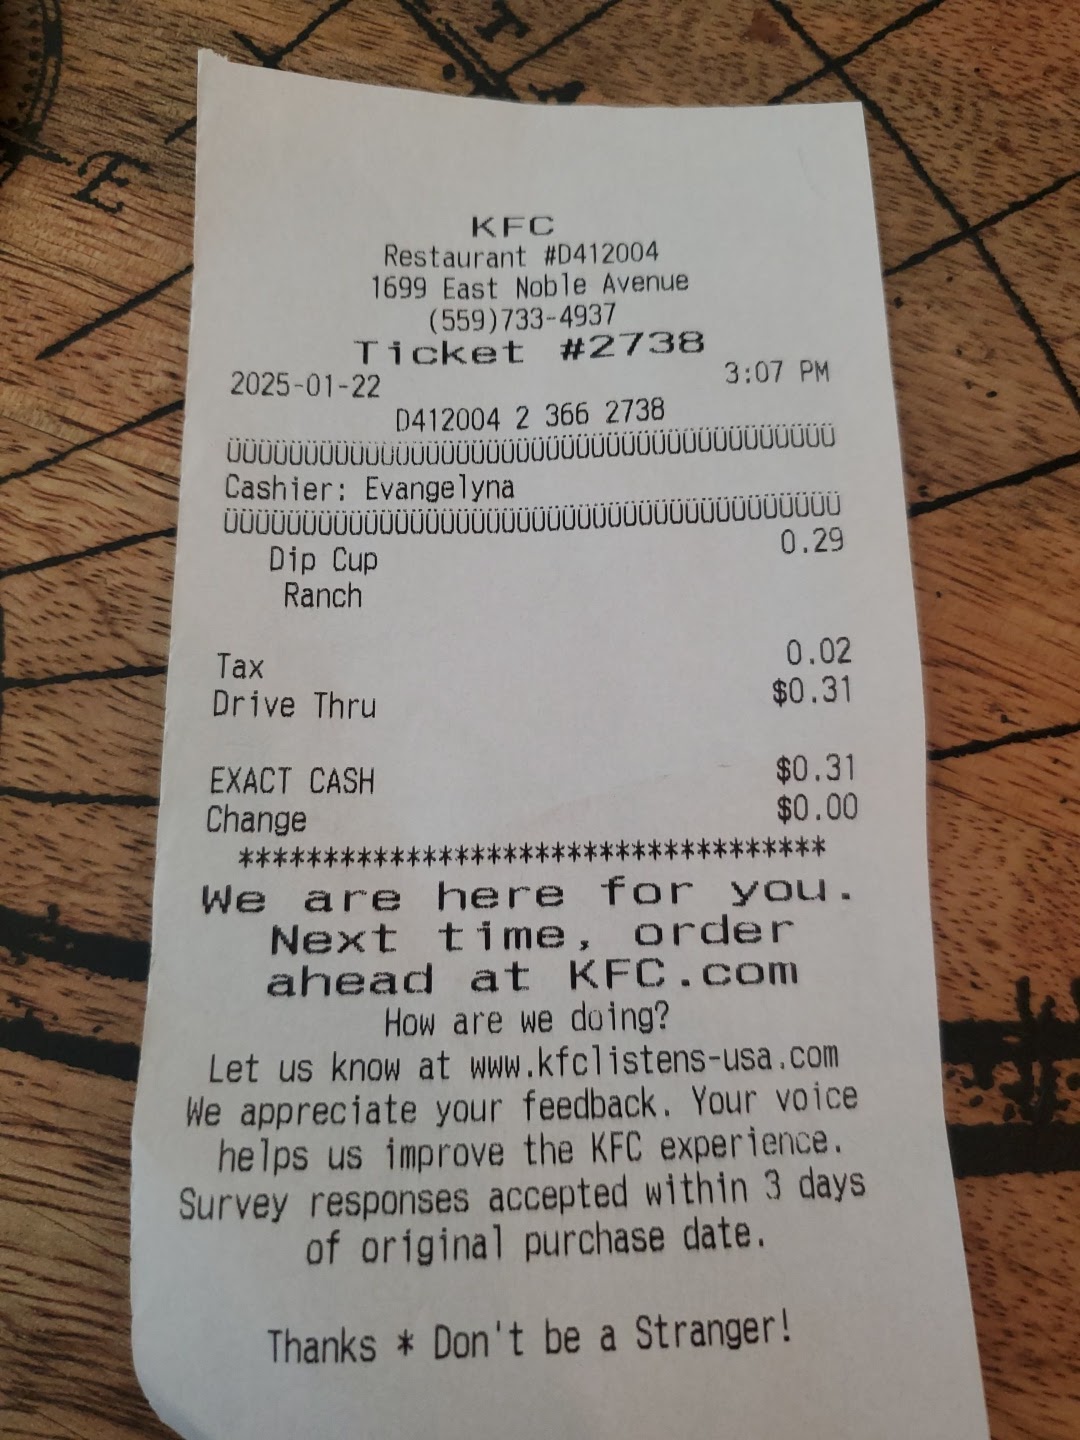 KFC
Restaurant #D412004
1699 East Noble Avenue
(559)733-4937
Ticket #2738
2025-01-22 3:07 PM
D412004 2 366 2738
ÜÜÜÜÜÜÜÜÜÜÜÜÜÜÜÜÜÜÜÜÜÜÜÜÜÜÜÜÜÜÜÜÜÜÜÜÜÜÜÜ
Cashier: Evangelyna
ÜÜÜÜÜÜÜÜÜÜÜÜÜÜÜÜÜÜÜÜÜÜÜÜÜÜÜÜÜÜÜÜÜÜÜÜÜÜÜÜ
Dip Cup 0.29
Ranch
Tax 0.02
Drive Thru $0.31
EXACT CASH $0.31
Change $0.00
************************************
We are here for you.
Next time, order
ahead at KFC.com
How are we doing?
Let us know at www.kfclistens-usa.com
We appreciate your feedback. Your voice
helps us improve the KFC experience.
Survey responses accepted within 3 days
of original purchase date.
Thanks * Don't be a Stranger!
E